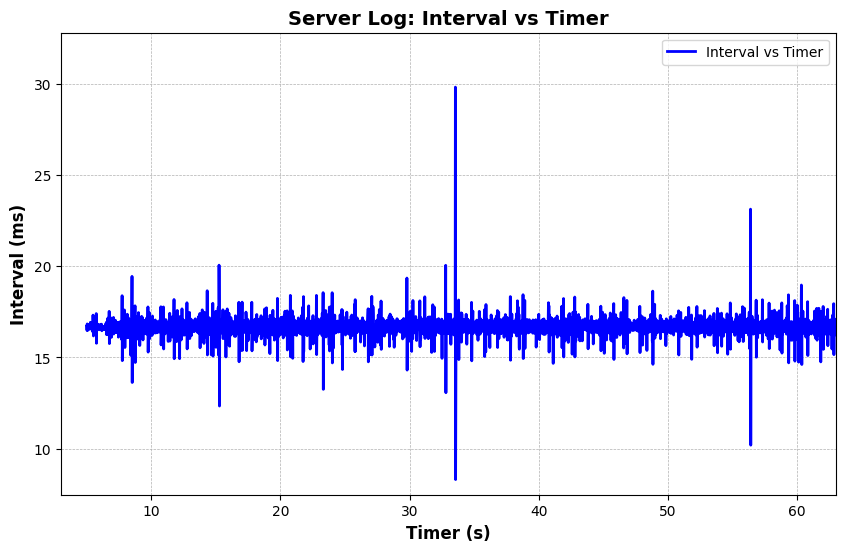 Server Log: Interval vs Timer
Interval vs Timer
30
25
20
15
10
Interval (ms)
10 20 30 40 50 60
Timer (s)